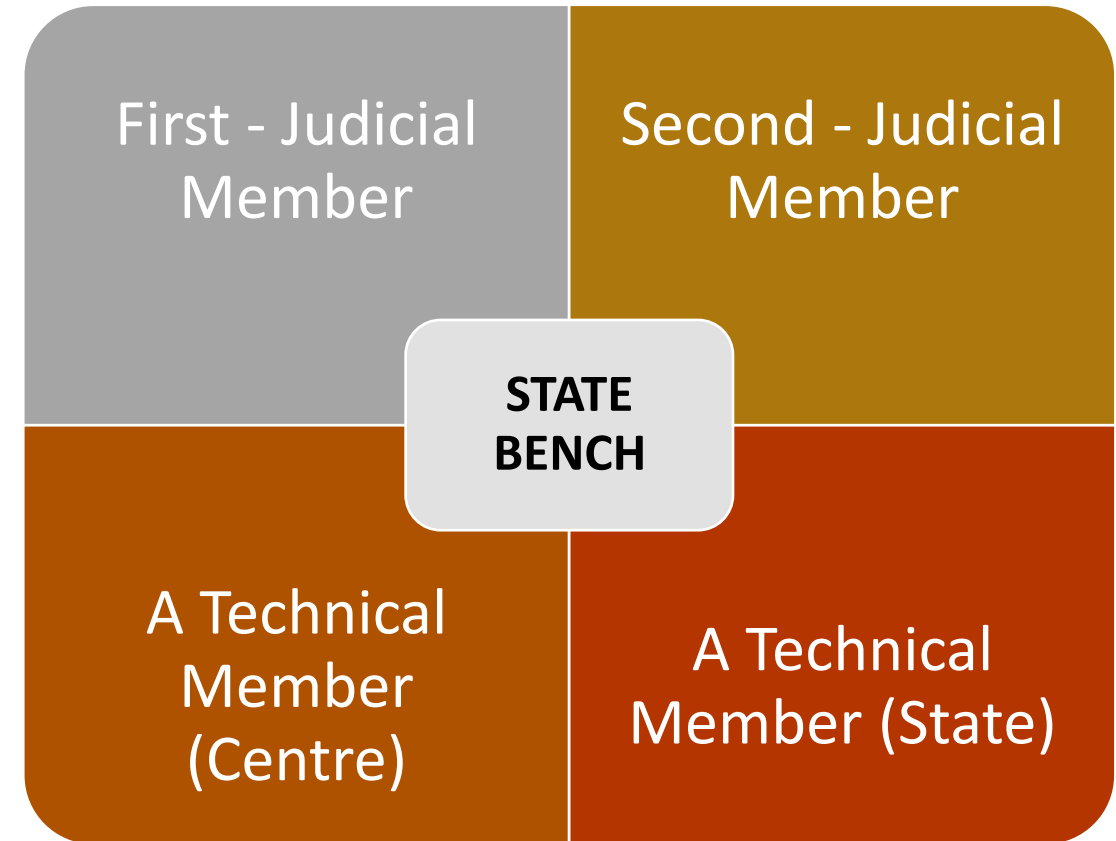 First - Judicial
Member
Second - Judicial
Member
STATE
BENCH
A Technical
Member
(Centre)
A Technical
Member (State)